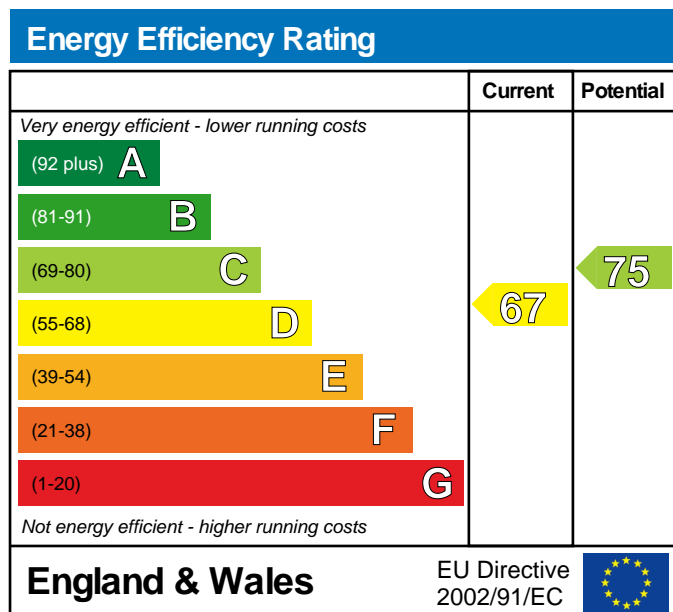 Energy Efficiency Rating
Current Potential
Very energy efficient - lower running costs
(92 plus) A
(81-91) B
(69-80) C
75
(55-68) D
67
(39-54) E
(21-38) F
(1-20) G
Not energy efficient - higher running costs
England & Wales
EU Directive
2002/91/EC